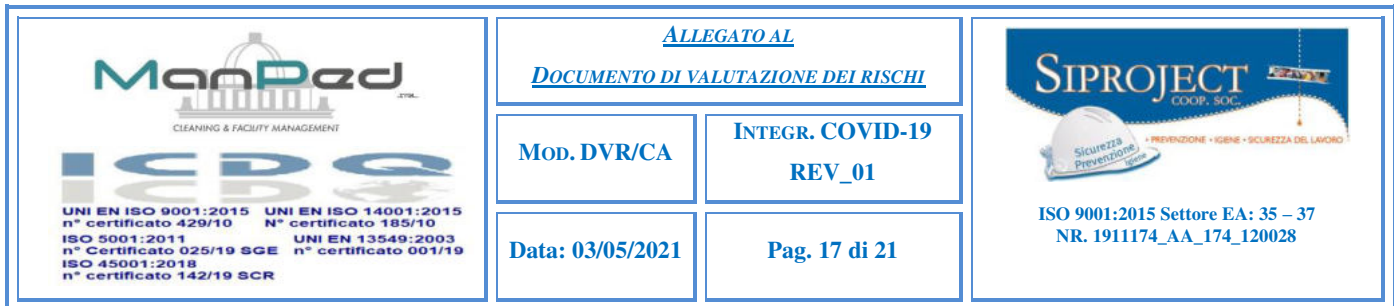 ManPed
CLEANING & FACILITY MANAGEMENT
ICDQ
UNI EN ISO 9001:2015 UNI EN ISO 14001:2015
n° certificato 429/10 N° certificato 185/10
ISO 5001:2011 UNI EN 13549:2003
n° Certificato 025/19 SGE n° certificato 001/19
ISO 45001:2018
n° certificato 142/19 SCR
ALLEGATO AL
DOCUMENTO DI VALUTAZIONE DEI RISCHI
MOD. DVR/CA
INTEGR. COVID-19
REV_01
Data: 03/05/2021
Pag. 17 di 21
SIPROJECT
COOP. SOC.
Sicurezza
Prevenzione
Igiene
• PREVENZIONE • IGIENE • SICUREZZA DEL LAVORO
ISO 9001:2015 Settore EA: 35 – 37
NR. 1911174_AA_174_120028